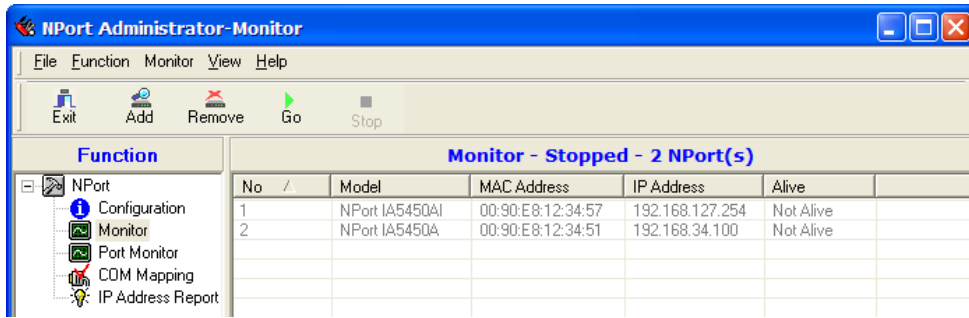 NPort Administrator-Monitor
File Function Monitor View Help
Exit Add Remove Go Stop
Function
Monitor - Stopped - 2 NPort(s)
NPort
Configuration
Monitor
Port Monitor
COM Mapping
IP Address Report
No Model MAC Address IP Address Alive
1 NPort IA5450AI 00:90:E8:12:34:57 192.168.127.254 Not Alive
2 NPort IA5450A 00:90:E8:12:34:51 192.168.34.100 Not Alive